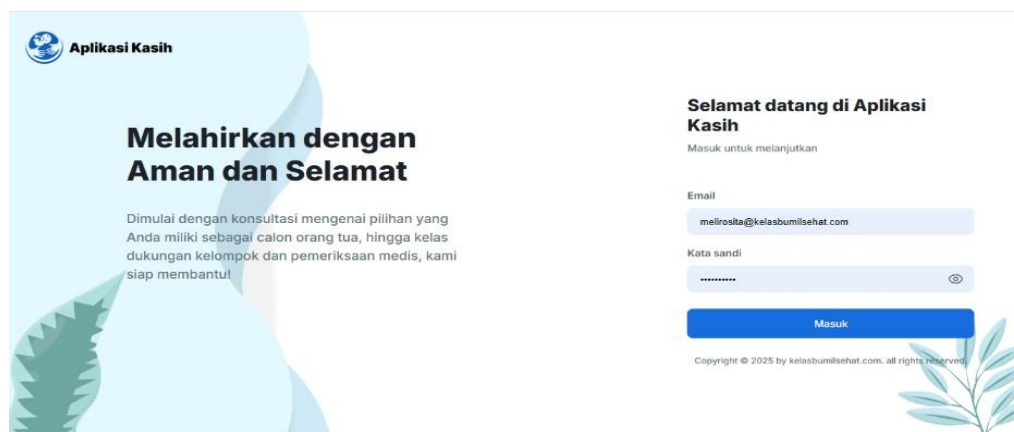 Aplikasi Kasih
Melahirkan dengan
Aman dan Selamat
Dimulai dengan konsultasi mengenai pilihan yang
Anda miliki sebagai calon orang tua, hingga kelas
dukungan kelompok dan pemeriksaan medis, kami
siap membantu!
Selamat datang di Aplikasi
Kasih
Masuk untuk melanjutkan
Email
melirosita@kelasbumilsehat.com
Kata sandi
••••••••••
Masuk
Copyright © 2025 by kelasbumilsehat.com. all rights reserved.